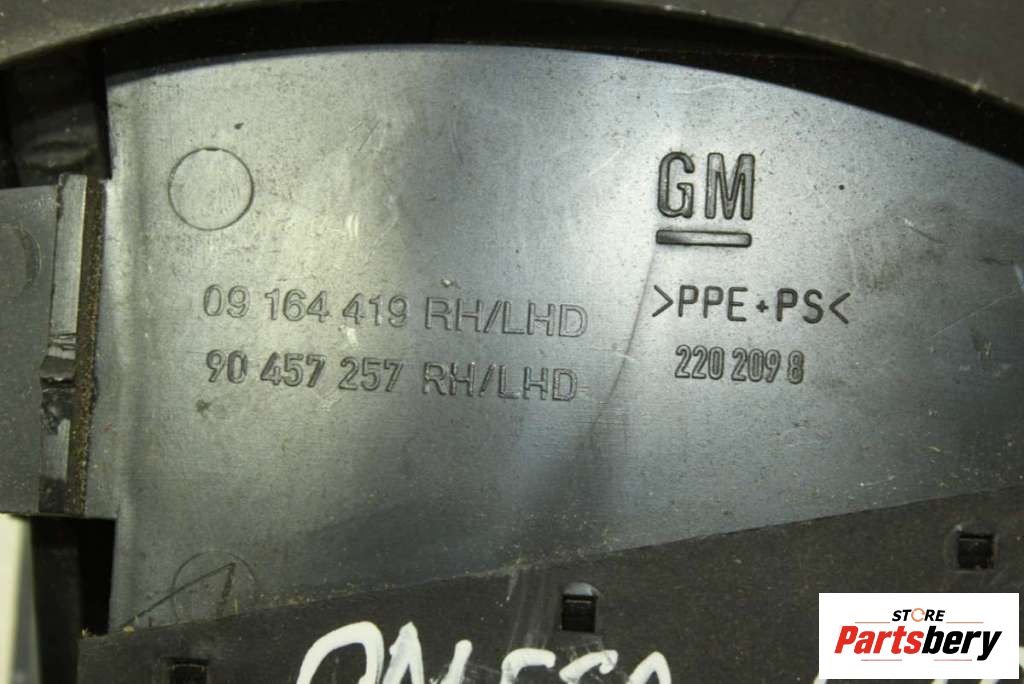 GM
09 164 419 RH/LHD
>PPE+PS<
90 457 257 RH/LHD
220 209 8
STORE
Partsbery